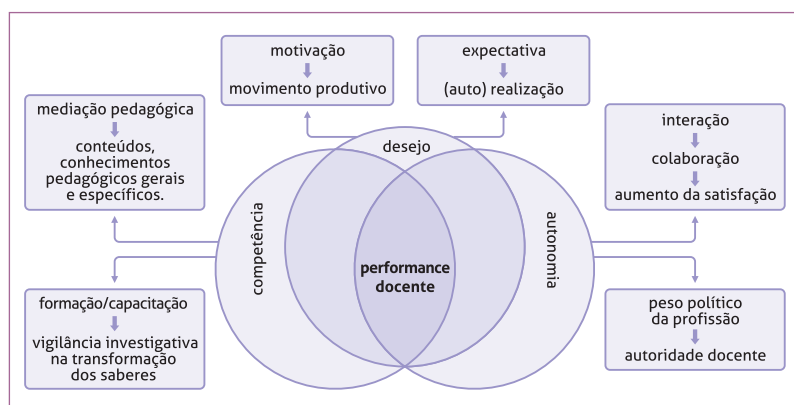 motivação
movimento produtivo
expectativa
(auto) realização
mediação pedagógica
conteúdos,
conhecimentos
pedagógicos gerais
e específicos.
interação
colaboração
aumento da satisfação
desejo
competência
autonomia
performance
docente
formação/capacitação
vigilância investigativa
na transformação
dos saberes
peso político
da profissão
autoridade docente